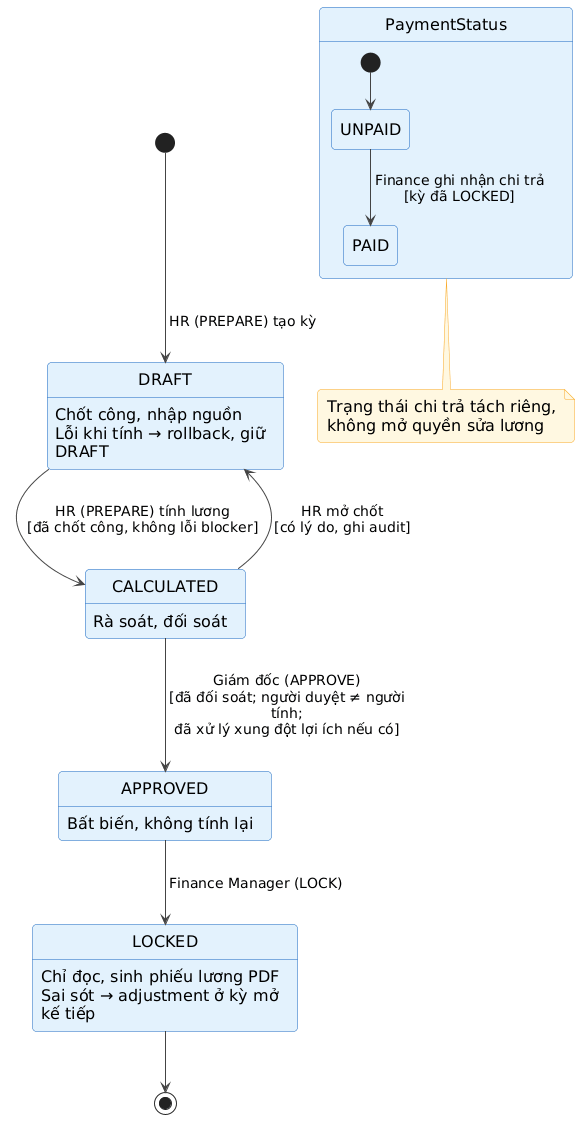 PaymentStatus
UNPAID
Finance ghi nhận chi trả
[kỳ đã LOCKED]
PAID
HR (PREPARE) tạo kỳ
DRAFT
Chốt công, nhập nguồn
Lỗi khi tính → rollback, giữ
DRAFT
Trạng thái chi trả tách riêng,
không mở quyền sửa lương
HR (PREPARE) tính lương
[đã chốt công, không lỗi blocker]
HR mở chốt
[có lý do, ghi audit]
CALCULATED
Rà soát, đối soát
Giám đốc (APPROVE)
[đã đối soát; người duyệt ≠ người
tính;
đã xử lý xung đột lợi ích nếu có]
APPROVED
Bất biến, không tính lại
Finance Manager (LOCK)
LOCKED
Chỉ đọc, sinh phiếu lương PDF
Sai sót → adjustment ở kỳ mở
kế tiếp